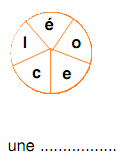 é
l o
c e
une .................